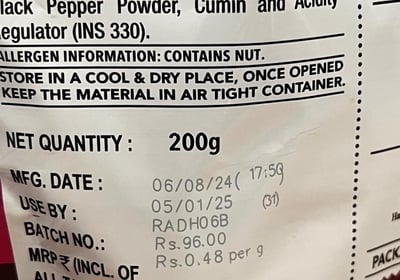 lack Pepper Powder, Cumin and Acidity
egulator (INS 330).
ALLERGEN INFORMATION: CONTAINS NUT.
STORE IN A COOL & DRY PLACE, ONCE OPENED
KEEP THE MATERIAL IN AIR TIGHT CONTAINER.
NET QUANTITY : 200g
MFG. DATE : 06/08/24( 17:59
USE BY : 05/01/25 (31)
BATCH NO.: RADH06B
MRP ₹ (INCL. OF Rs.96.00
Rs.0.48 per g
PACK